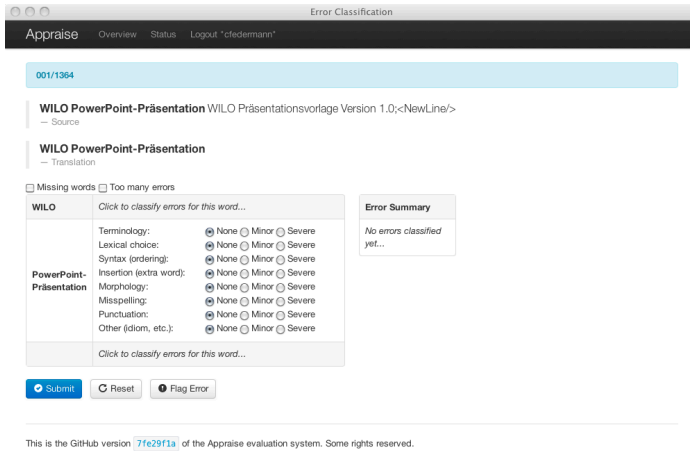 Error Classification
Appraise Overview Status Logout "cfedermann"
001/1364
WILO PowerPoint-Präsentation WILO Präsentationsvorlage Version 1.0;<NewLine/>
— Source
WILO PowerPoint-Präsentation
— Translation
Missing words Too many errors
WILO Click to classify errors for this word...
Error Summary
No errors classified
yet...
PowerPoint-
Präsentation
Terminology: None Minor Severe
Lexical choice: None Minor Severe
Syntax (ordering): None Minor Severe
Insertion (extra word): None Minor Severe
Morphology: None Minor Severe
Misspelling: None Minor Severe
Punctuation: None Minor Severe
Other (idiom, etc.): None Minor Severe
Click to classify errors for this word...
Submit Reset Flag Error
This is the GitHub version 7fe29f1a of the Appraise evaluation system. Some rights reserved.